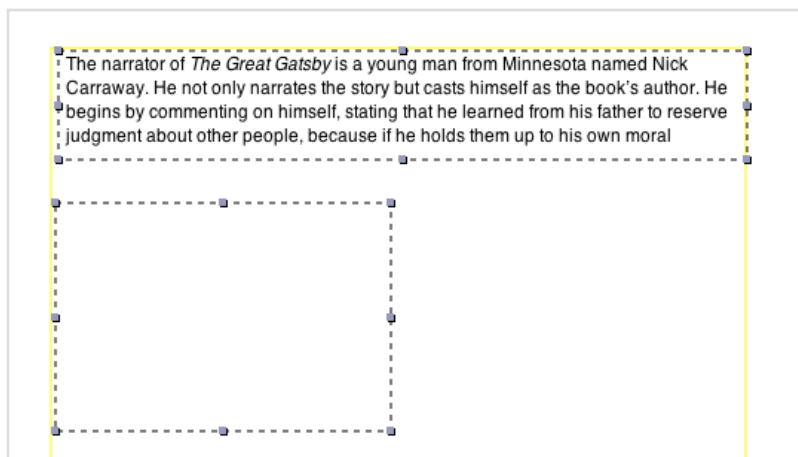 The narrator of The Great Gatsby is a young man from Minnesota named Nick
Carraway. He not only narrates the story but casts himself as the book’s author. He
begins by commenting on himself, stating that he learned from his father to reserve
judgment about other people, because if he holds them up to his own moral